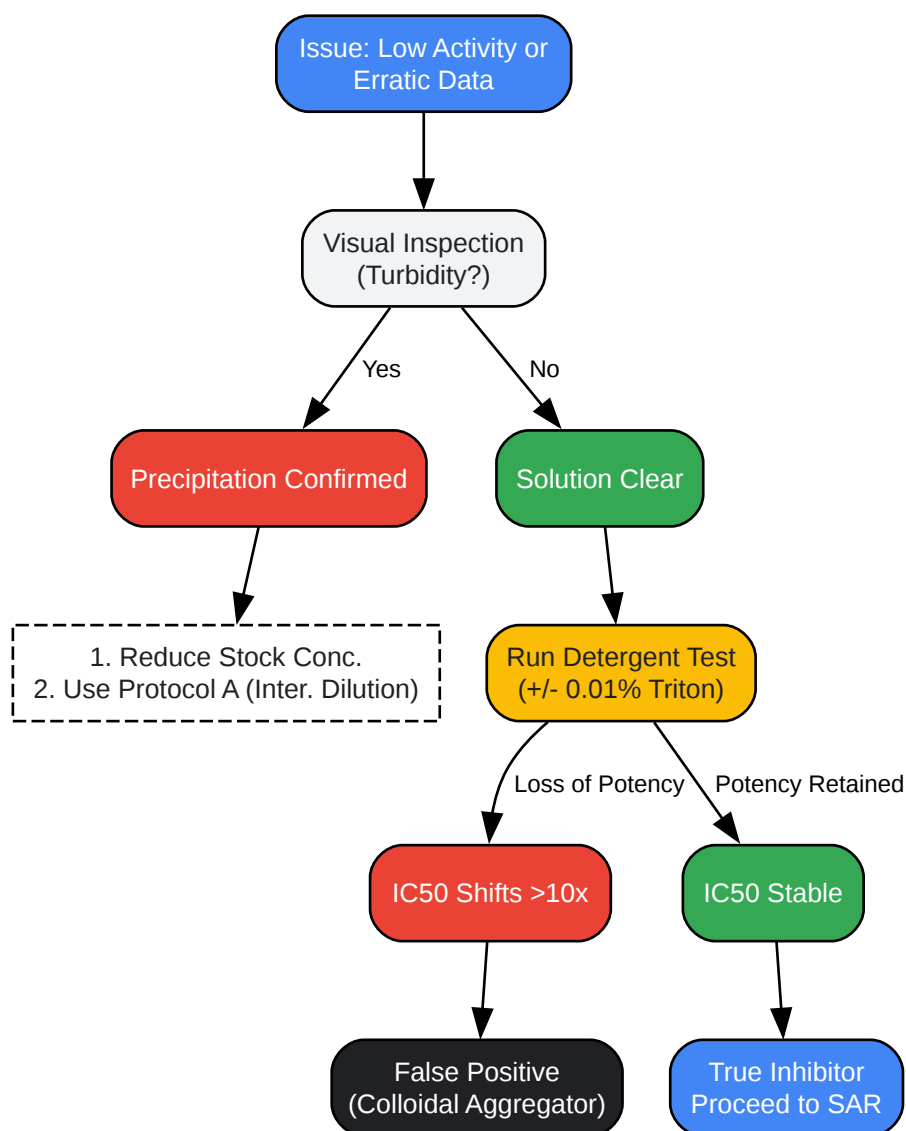 Issue: Low Activity or
Erratic Data
Visual Inspection
(Turbidity?)
Yes
No
Precipitation Confirmed
Solution Clear
1. Reduce Stock Conc.
2. Use Protocol A (Inter. Dilution)
Run Detergent Test
(+/- 0.01% Triton)
Loss of Potency
Potency Retained
IC50 Shifts >10x
IC50 Stable
False Positive
(Colloidal Aggregator)
True Inhibitor
Proceed to SAR